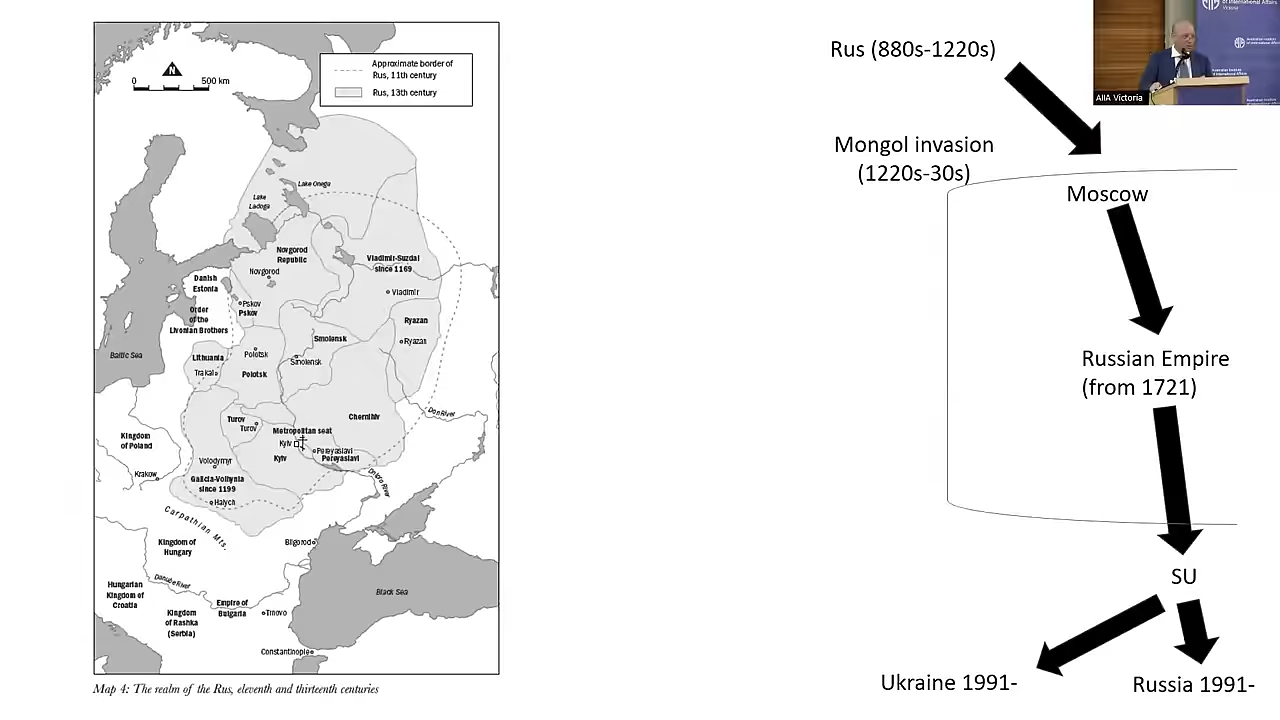 N
0 500 km
Approximate border of
Rus, 11th century
Rus, 13th century
Lake Onega
Lake
Ladoga
Novgorod
Republic
Novgorod
Vladimir-Suzdal
since 1169
Vladimir
Danish
Estonia
Pskov
Pskov
Order
of the
Livonian Brothers
Ryazan
Ryazan
Smolensk
Smolensk
Baltic Sea
Lithuania
Trakai
Polotsk
Polotsk
Don River
Turov
Turov
Chernihiv
Metropolitan seat
Kyiv
Kyiv
Pereyaslavl
Pereyaslavl
Kingdom
of Poland
Krakow
Volodymyr
Galicia-Volhynia
since 1199
Halych
Dnipro River
Carpathian Mts.
Kingdom of
Hungary
Bilgorod
Danube River
Hungarian
Kingdom of
Croatia
Kingdom
of Rashka
(Serbia)
Empire of
Bulgaria
Trnovo
Black Sea
Constantinople
Map 4: The realm of the Rus, eleventh and thirteenth centuries
Rus (880s-1220s)
Mongol invasion
(1220s-30s)
Moscow
Russian Empire
(from 1721)
SU
Ukraine 1991-
Russia 1991-
of International Affairs
AIIA Victoria